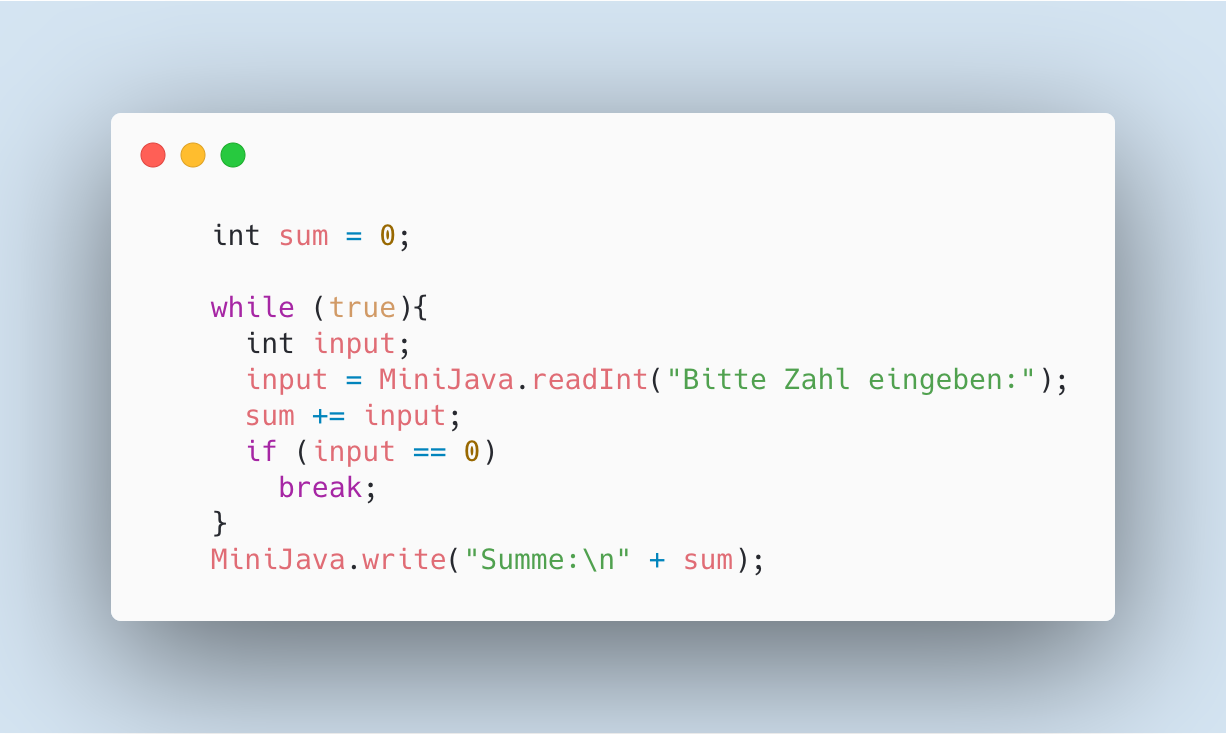 int sum = 0;
while (true){
int input;
input = MiniJava.readInt("Bitte Zahl eingeben:");
sum += input;
if (input == 0)
break;
}
MiniJava.write("Summe:\n" + sum);